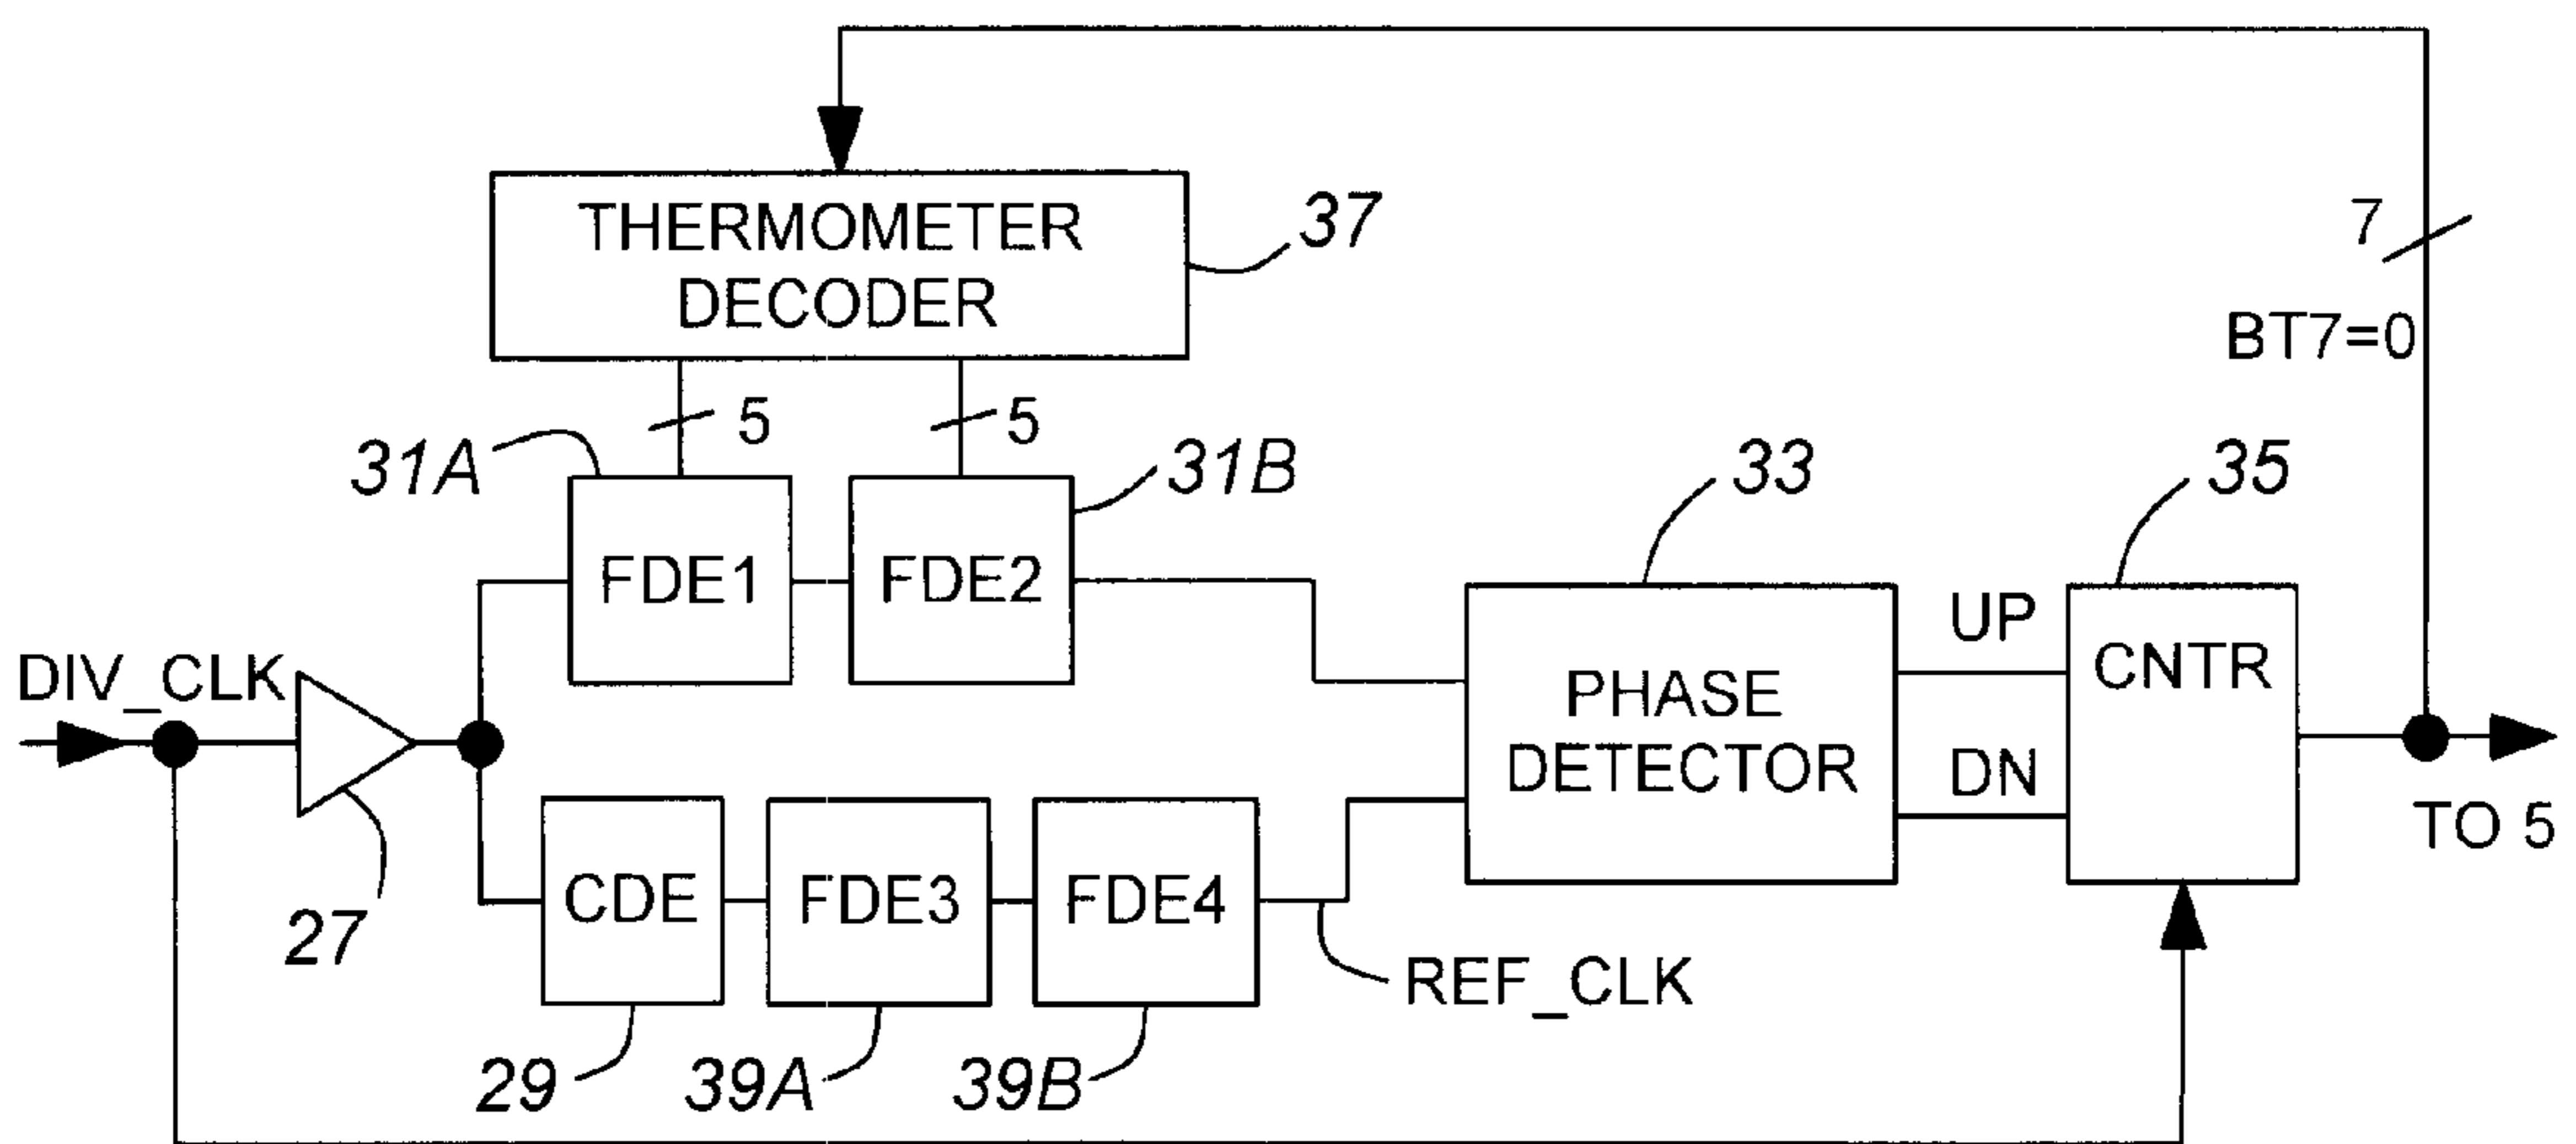 THERMOMETER
DECODER
37
7
BT7=0
5
5
31A
31B
33
35
FDE1
FDE2
UP
CNTR
DIV_CLK
PHASE
DETECTOR
DN
TO 5
27
CDE
FDE3
FDE4
REF_CLK
29
39A
39B